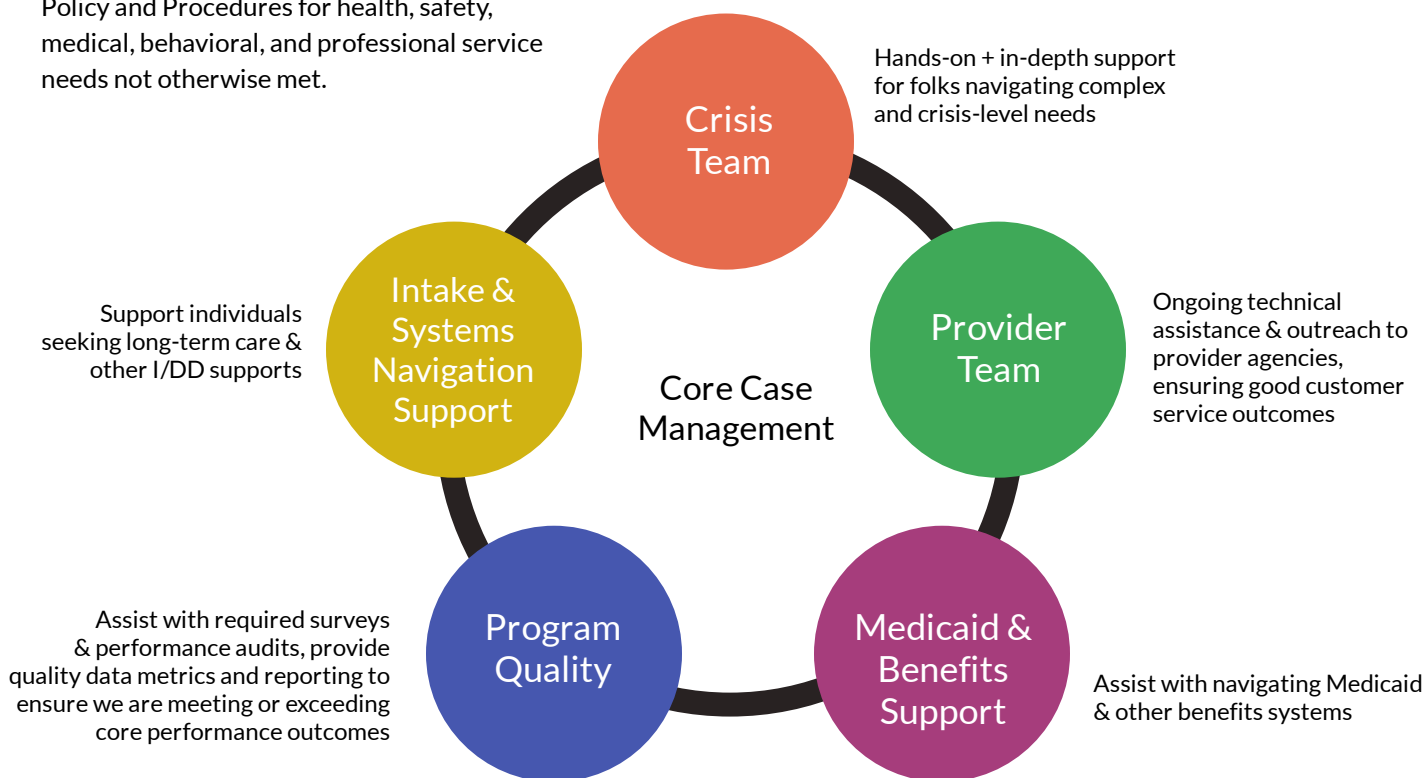 Policy and Procedures for health, safety,
medical, behavioral, and professional service
needs not otherwise met.
Crisis
Team
Hands-on + in-depth support
for folks navigating complex
and crisis-level needs
Intake &
Systems
Navigation
Support
Support individuals
seeking long-term care &
other I/DD supports
Provider
Team
Ongoing technical
assistance & outreach to
provider agencies,
ensuring good customer
service outcomes
Core Case
Management
Program
Quality
Assist with required surveys
& performance audits, provide
quality data metrics and reporting to
ensure we are meeting or exceeding
core performance outcomes
Medicaid &
Benefits
Support
Assist with navigating Medicaid
& other benefits systems